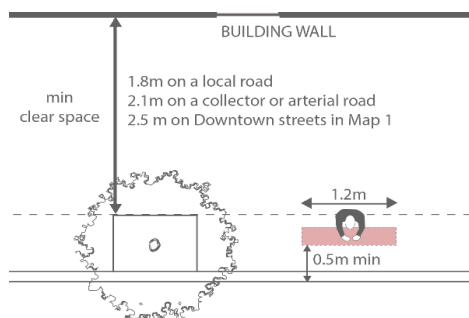 BUILDING WALL
1.8m on a local road
2.1m on a collector or arterial road
2.5 m on Downtown streets in Map 1
min
clear space
1.2m
0.5m min